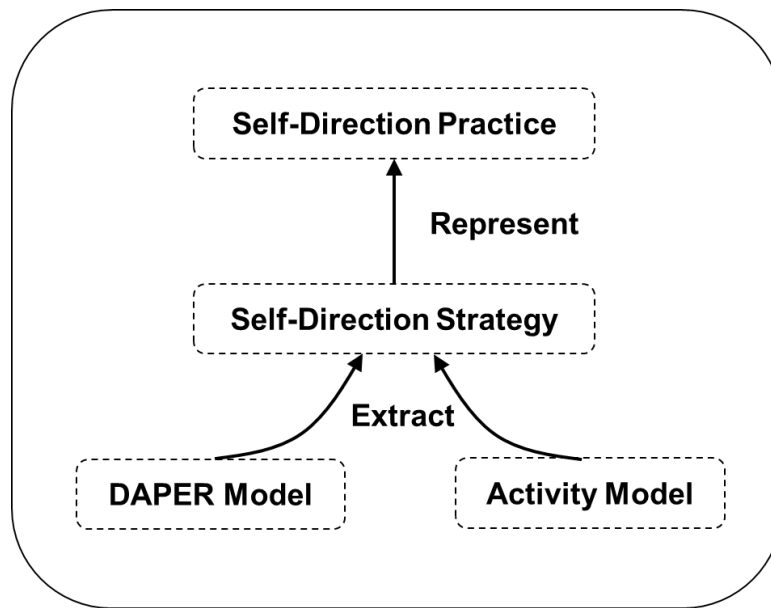 Self-Direction Practice
Represent
Self-Direction Strategy
Extract
DAPER Model
Activity Model